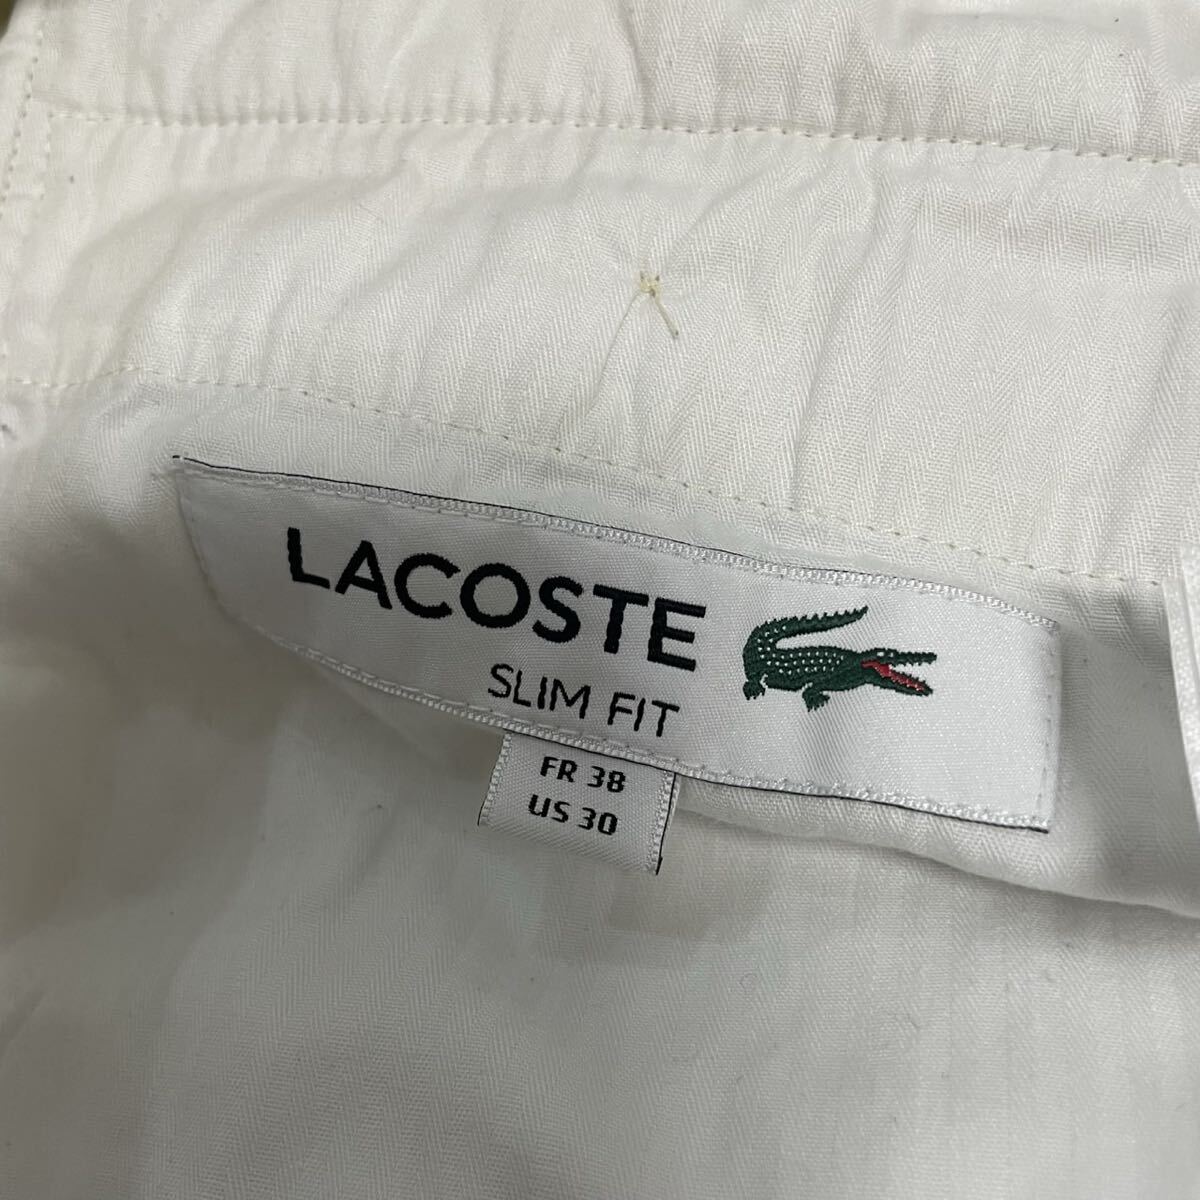 LACOSTE
SLIM FIT
FR 38
US 30